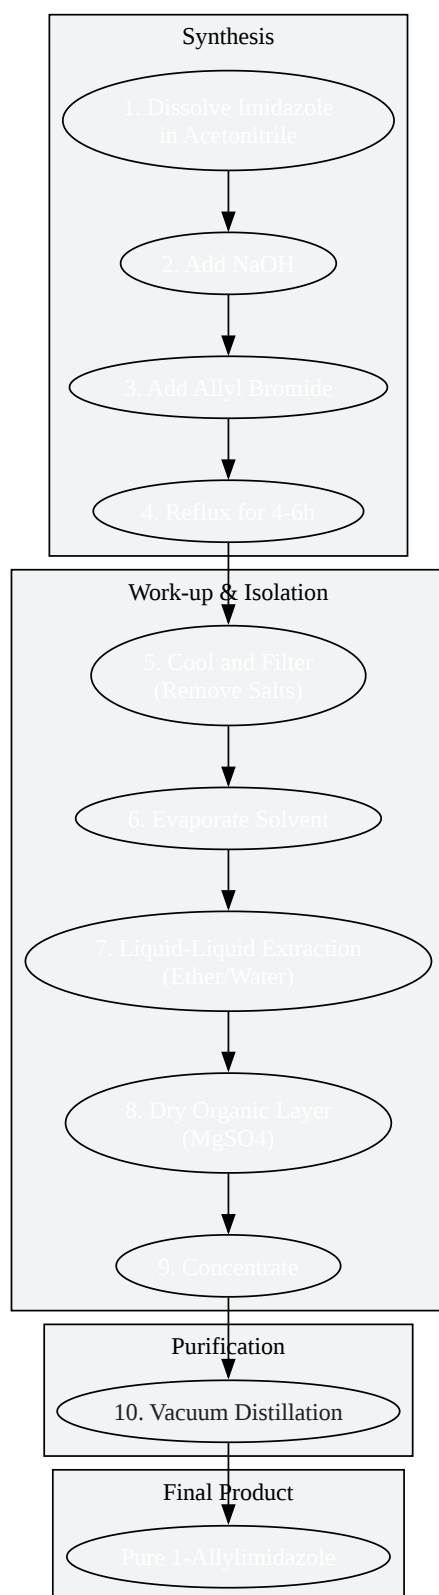 Synthesis
1. Dissolve Imidazole
in Acetonitrile
2. Add NaOH
3. Add Allyl Bromide
4. Reflux for 4-6h
Work-up & Isolation
5. Cool and Filter
(Remove Salts)
6. Evaporate Solvent
7. Liquid-Liquid Extraction
(Ether/Water)
8. Dry Organic Layer
(MgSO4)
9. Concentrate
Purification
10. Vacuum Distillation
Final Product
Pure 1-Allylimidazole